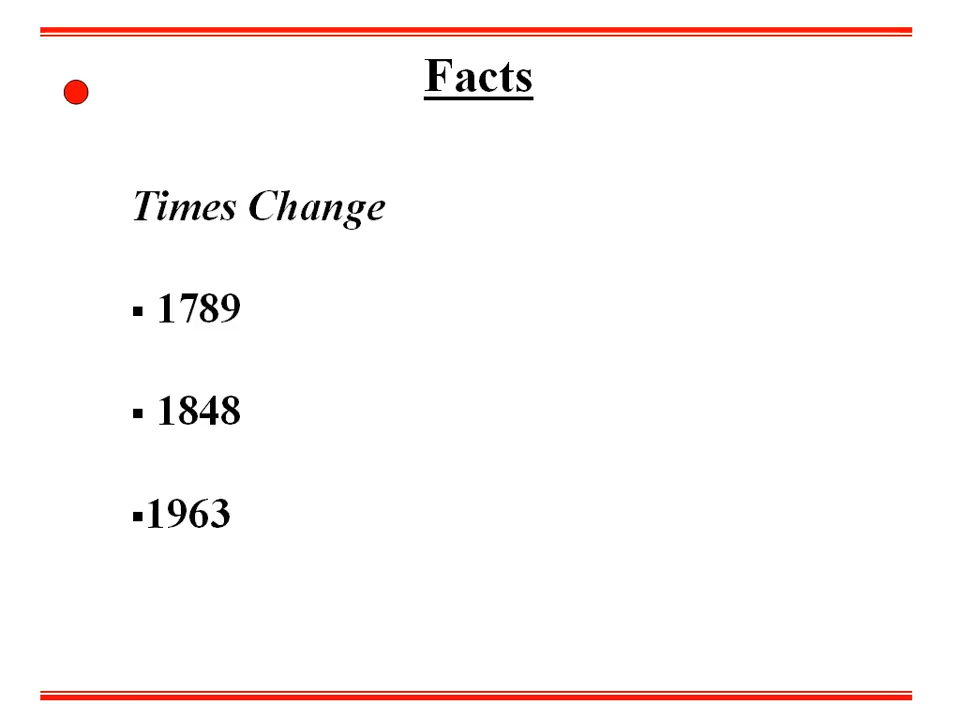 Facts
Times Change
▪ 1789
▪ 1848
▪1963